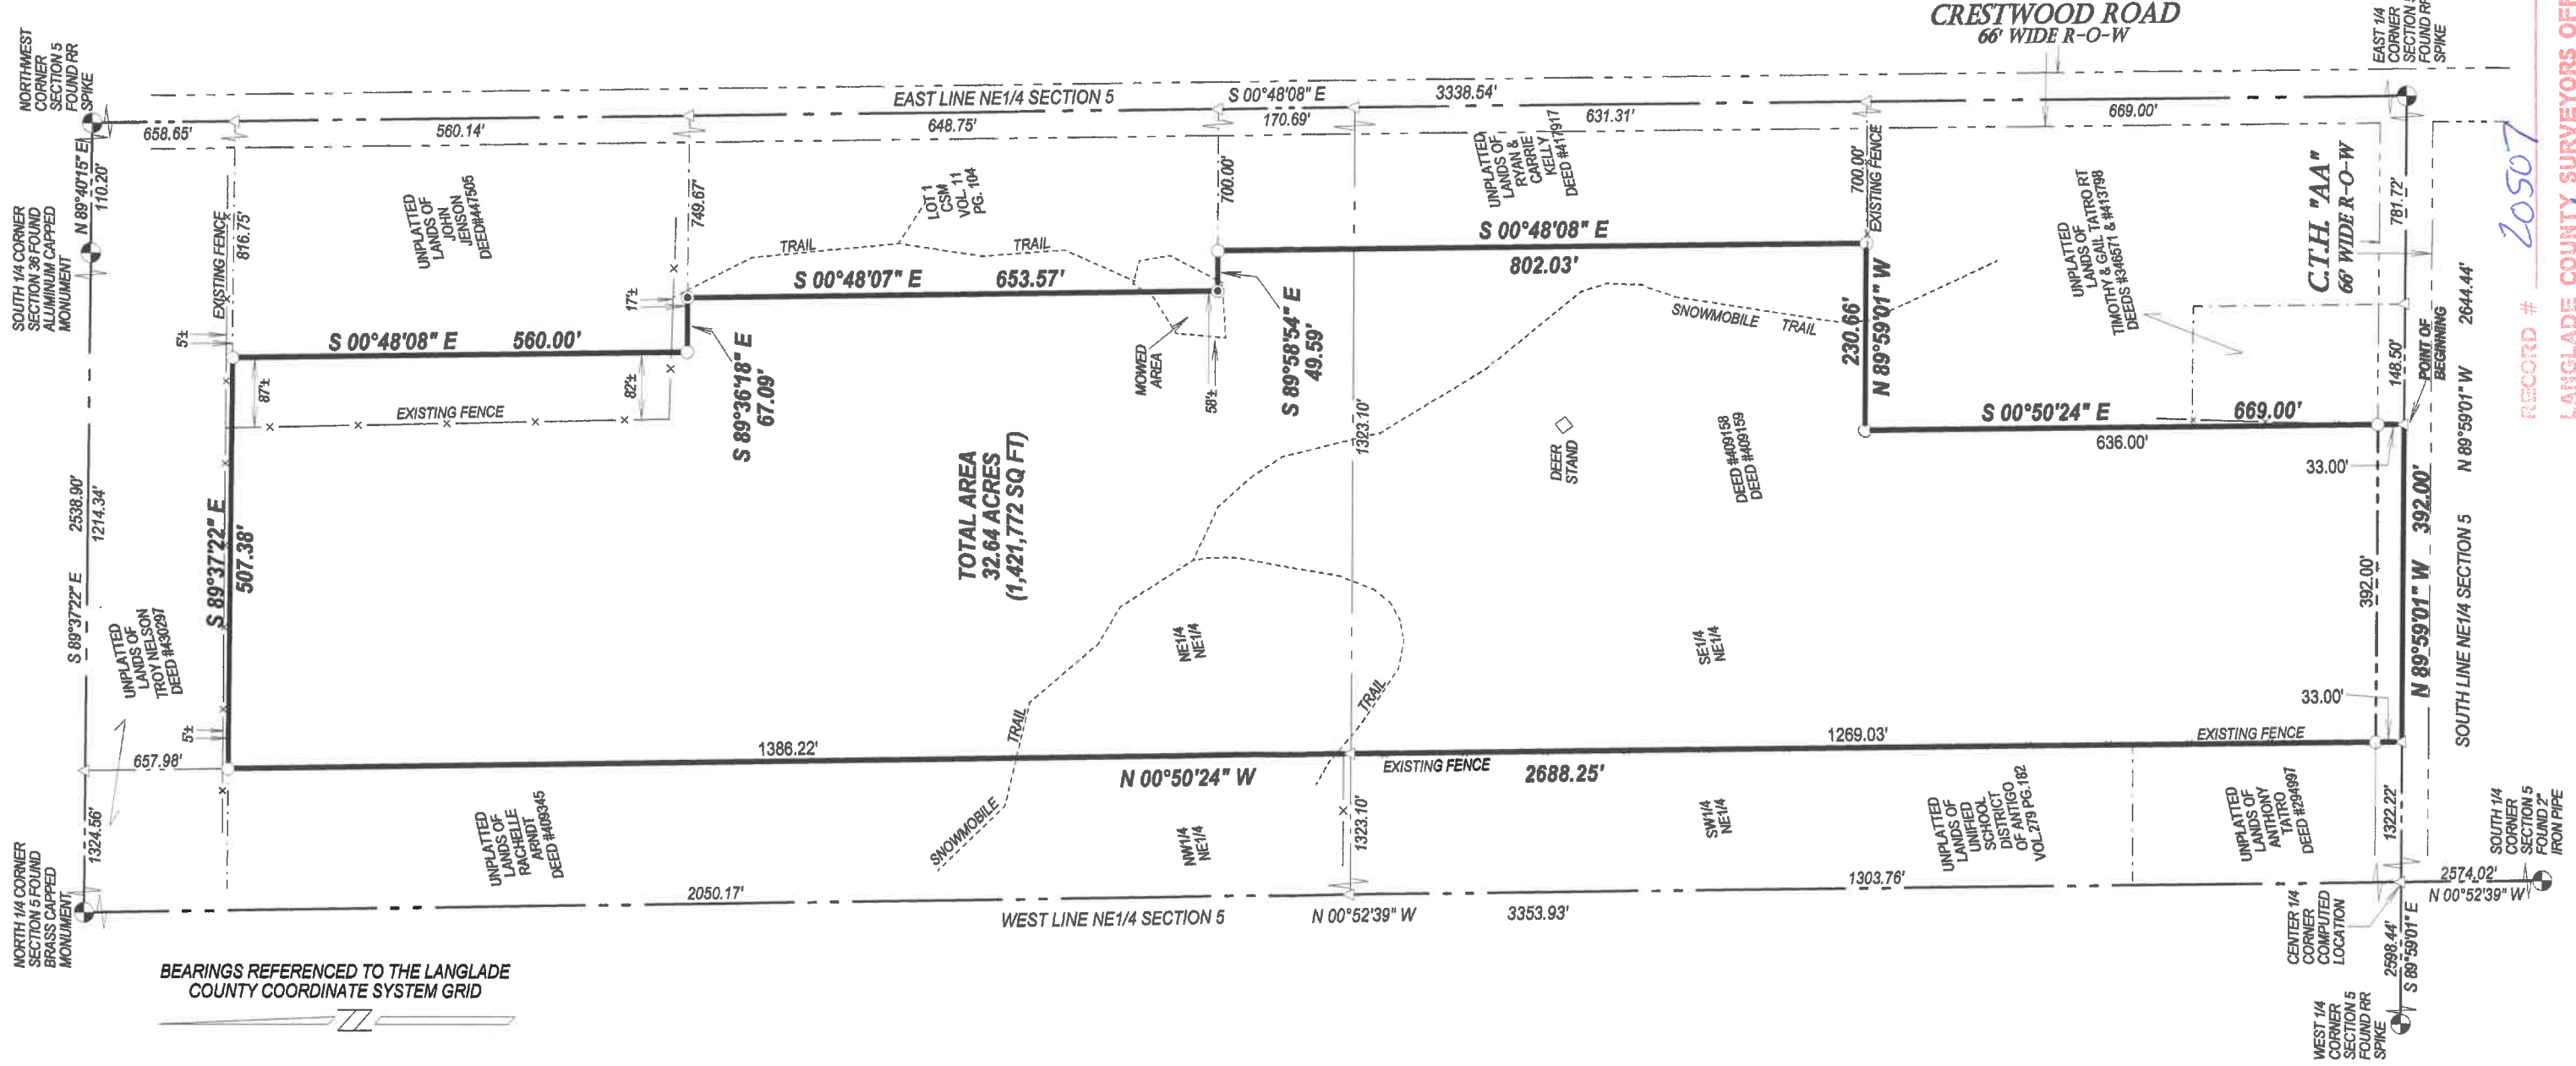 CRESTWOOD ROAD
66' WIDE R-O-W
NORTHWEST
CORNER
SECTION 5
FOUND RR
SPIKE
EAST 1/4
CORNER
SECTION 5
FOUND RR
SPIKE
RECORD # 20507
LANGLADE COUNTY SURVEYORS OFF
EAST LINE NE1/4 SECTION 5
S 00°48'08" E
3338.54'
658.65'
560.14'
648.75'
170.69'
631.31'
669.00'
N 89°40'15" E
110.20'
SOUTH 1/4 CORNER
SECTION 36 FOUND
ALUMINUM CAPPED
MONUMENT
EXISTING FENCE
816.75'
UNPLATTED
LANDS OF
JOHN
JENSON
DEED#447505
749.67'
LOT 1
CSM
VOL. 11
PG. 104
TRAIL
TRAIL
700.00'
UNPLATTED
LANDS OF
RYAN &
CARRIE
KELLY
DEED #417917
700.00'
EXISTING FENCE
UNPLATTED
LANDS OF
TIMOTHY & GAIL TATRO RT
DEEDS #346571 & #413798
C.T.H. "AA"
66' WIDE R-O-W
781.72'
2644.44'
N 89°59'01" W
S 00°48'08" E
802.03'
S 00°48'07" E
653.57'
17'±
5'±
S 00°48'08" E
560.00'
87'±
82'±
EXISTING FENCE
S 89°36'18" E
67.09'
MOWED
AREA
58'±
S 89°58'54" E
49.59'
SNOWMOBILE
TRAIL
230.66'
N 89°59'01" W
148.50'
POINT OF
BEGINNING
S 00°50'24" E
669.00'
636.00'
33.00'
1323.10'
DEER
STAND
DEED #409158
DEED #409159
TOTAL AREA
32.64 ACRES
(1,421,772 SQ FT)
2538.90'
1214.34'
S 89°37'22" E
S 89°37'22" E
507.38'
392.00'
N 89°59'01" W
392.00'
SOUTH LINE NE1/4 SECTION 5
UNPLATTED
LANDS OF
TROY NELSON
DEED #430297
NE1/4
NE1/4
SE1/4
NE1/4
5'±
657.98'
TRAIL
TRAIL
33.00'
1386.22'
1269.03'
EXISTING FENCE
N 00°50'24" W
EXISTING FENCE
2688.25'
1324.56'
UNPLATTED
LANDS OF
RACHELLE
ARNDT
DEED #409345
SNOWMOBILE
NW1/4
NE1/4
1323.10'
SW1/4
NE1/4
UNPLATTED
LANDS OF
UNIFIED
SCHOOL
DISTRICT
OF ANTIGO
VOL.279 PG.182
UNPLATTED
LANDS OF
ANTHONY
TATRO
DEED #294997
1322.22'
SOUTH 1/4
CORNER
SECTION 5
FOUND 2"
IRON PIPE
NORTH 1/4 CORNER
SECTION 5 FOUND
BRASS CAPPED
MONUMENT
2050.17'
1303.76'
2574.02'
N 00°52'39" W
WEST LINE NE1/4 SECTION 5
N 00°52'39" W
3353.93'
CENTER 1/4
CORNER
COMPUTED
LOCATION
2598.44'
S 89°59'01" E
BEARINGS REFERENCED TO THE LANGLADE
COUNTY COORDINATE SYSTEM GRID
WEST 1/4
CORNER
SECTION 5
FOUND RR
SPIKE